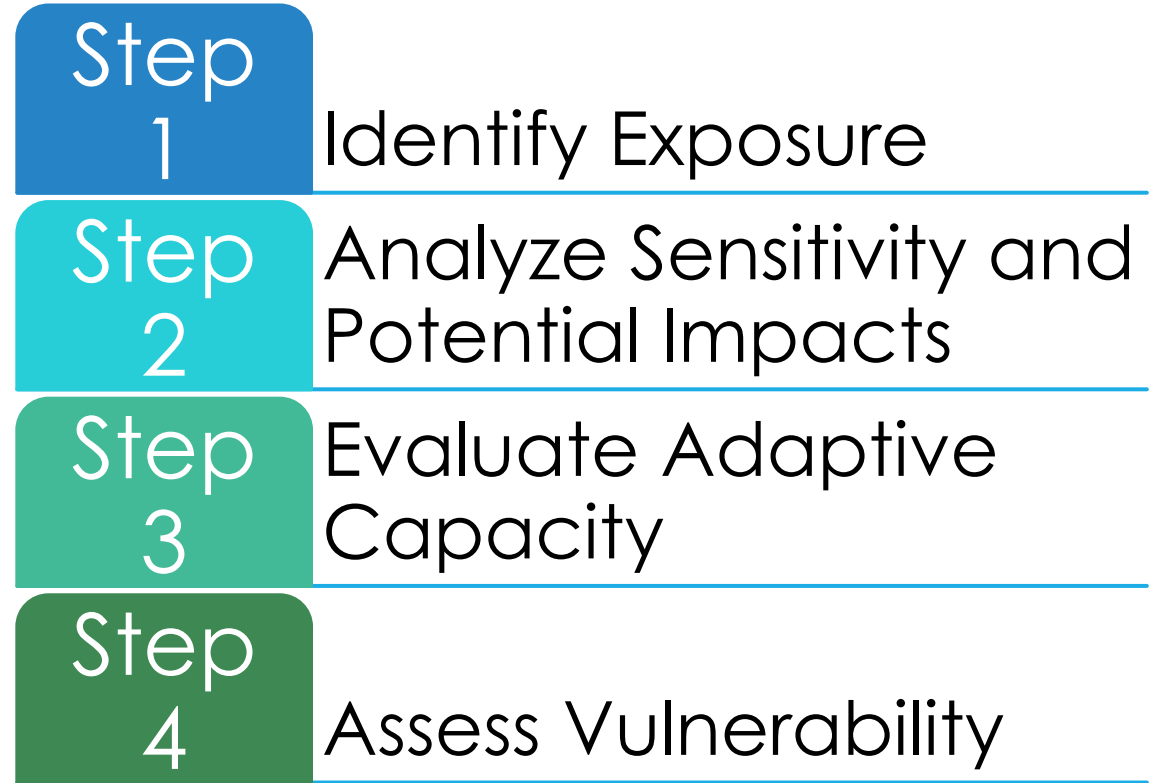 Step
1
Identify Exposure
Step
2
Analyze Sensitivity and
Potential Impacts
Step
3
Evaluate Adaptive
Capacity
Step
4
Assess Vulnerability